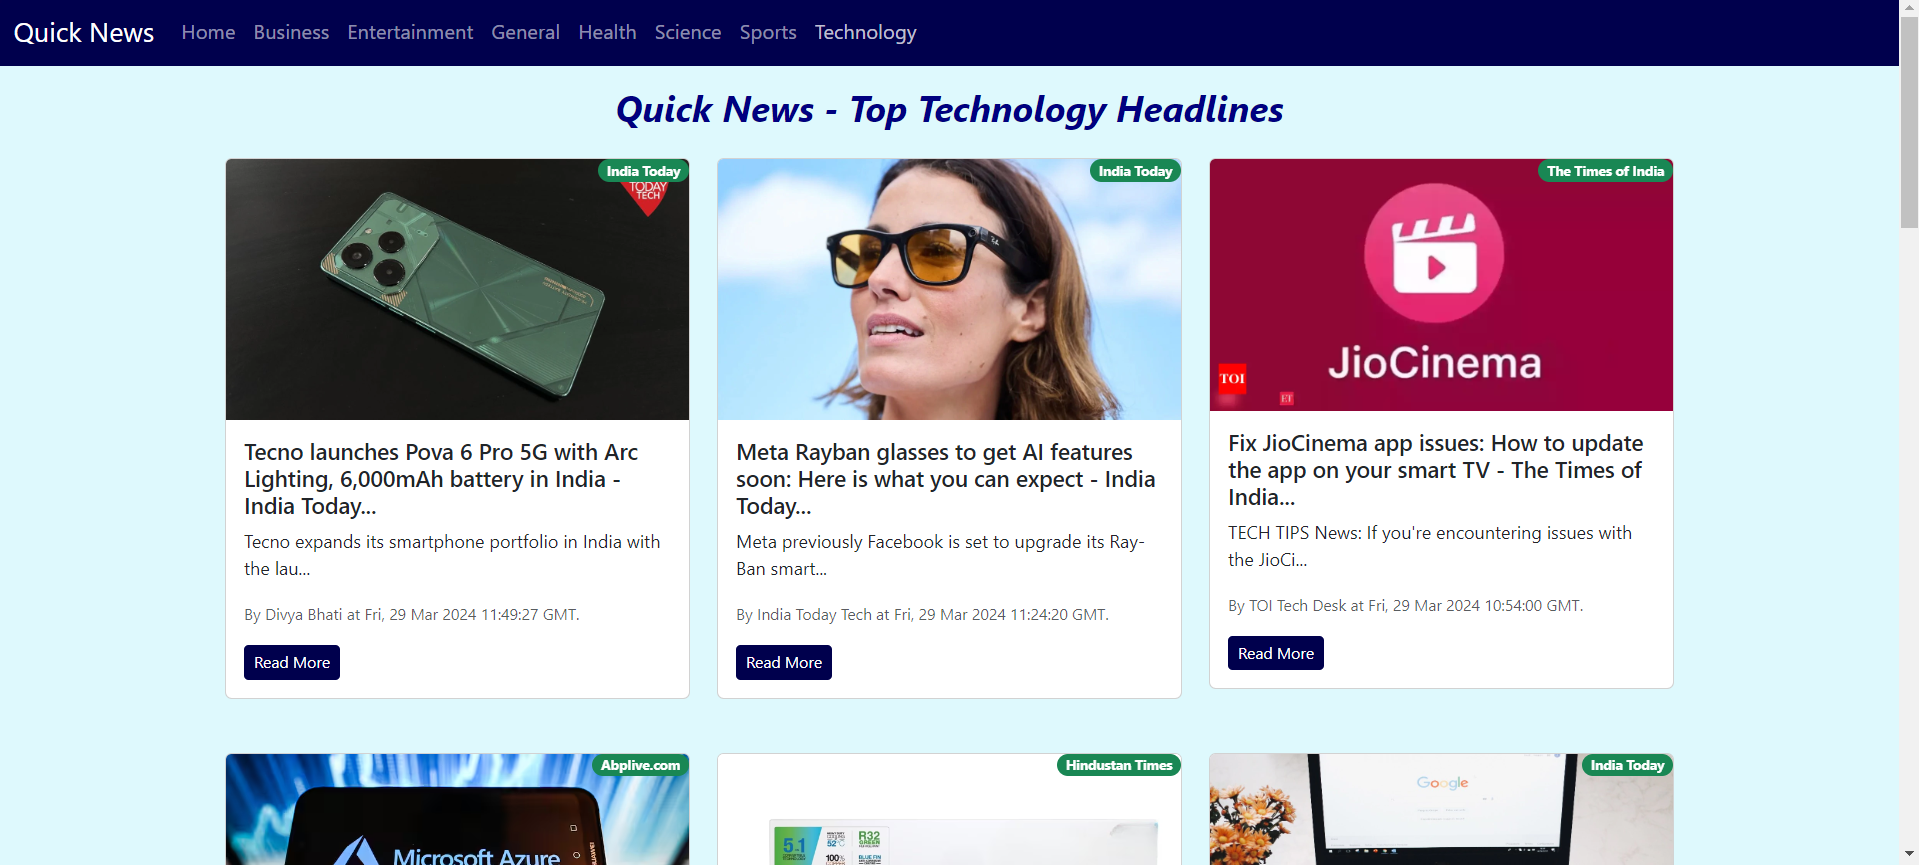 Quick News Home Business Entertainment General Health Science Sports Technology
Quick News - Top Technology Headlines
India Today
TODAY
TECH
Tecno launches Pova 6 Pro 5G with Arc
Lighting, 6,000mAh battery in India -
India Today...
Tecno expands its smartphone portfolio in India with
the lau...
By Divya Bhati at Fri, 29 Mar 2024 11:49:27 GMT.
Read More
India Today
Meta Rayban glasses to get AI features
soon: Here is what you can expect - India
Today...
Meta previously Facebook is set to upgrade its Ray-
Ban smart...
By India Today Tech at Fri, 29 Mar 2024 11:24:20 GMT.
Read More
The Times of India
JioCinema
TOI
ET
Fix JioCinema app issues: How to update
the app on your smart TV - The Times of
India...
TECH TIPS News: If you're encountering issues with
the JioCi...
By TOI Tech Desk at Fri, 29 Mar 2024 10:54:00 GMT.
Read More
Abplive.com
Microsoft Azure
HUAWEI
Hindustan Times
5in1
52°C
100%
R32
BLUE FIN
India Today
Google